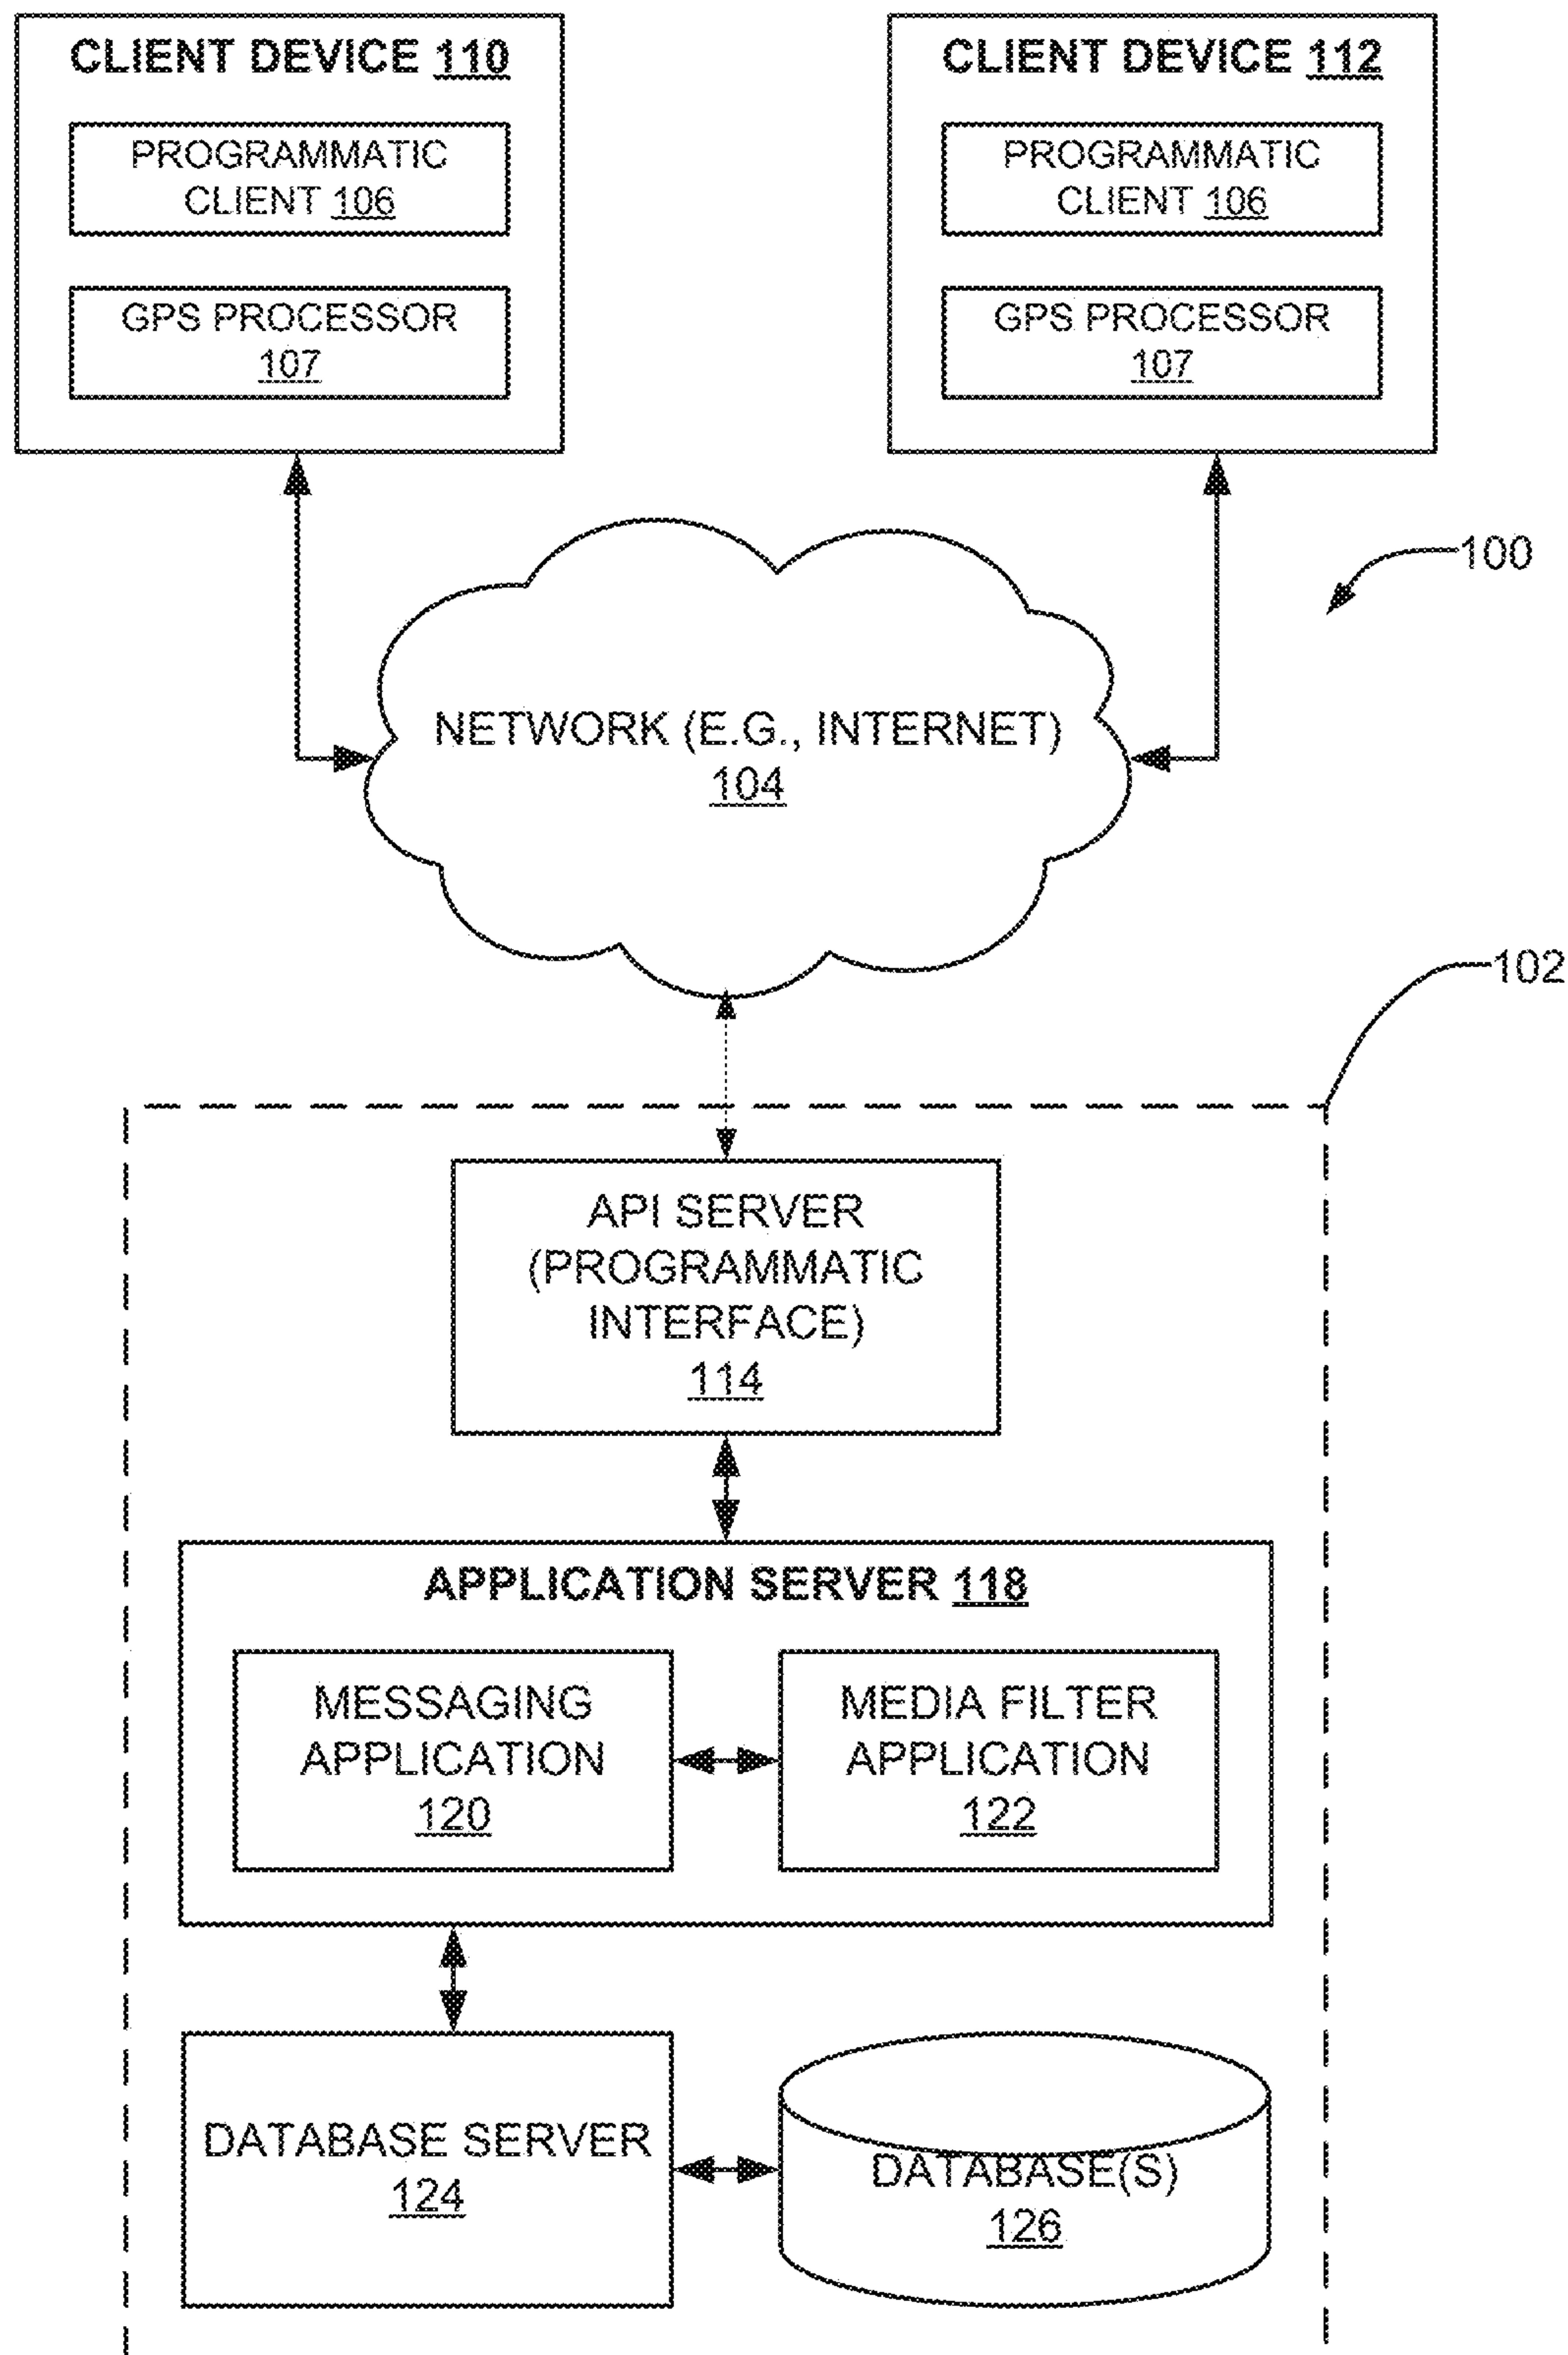 CLIENT DEVICE 110
PROGRAMMATIC
CLIENT 106
GPS PROCESSOR
107
CLIENT DEVICE 112
PROGRAMMATIC
CLIENT 106
GPS PROCESSOR
107
100
NETWORK (E.G., INTERNET)
104
102
API SERVER
(PROGRAMMATIC
INTERFACE)
114
APPLICATION SERVER 118
MESSAGING
APPLICATION
120
MEDIA FILTER
APPLICATION
122
DATABASE SERVER
124
DATABASE(S)
126